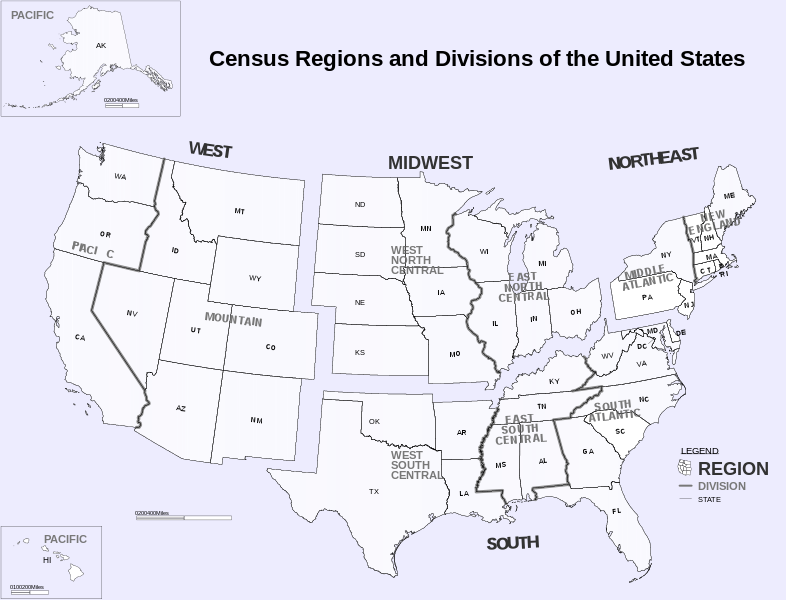 PACIFIC
AK
0200400Miles
Census Regions and Divisions of the United States
WEST
MIDWEST
NORTHEAST
WA
MT
ND
MN
ME
OR
ID
SD
WI
MI
NY
VT
NH
NEW
ENGLAND
PACI C
WY
WEST
NORTH
CENTRAL
EAST
NORTH
CENTRAL
MIDDLE
ATLANTIC
MA
CT
RI
NV
MOUNTAIN
UT
CO
NE
IA
IL
IN
OH
PA
NJ
CA
KS
MO
KY
WV
VA
MD
DC
DE
AZ
NM
OK
AR
TN
NC
SC
SOUTH
ATLANTIC
EAST
SOUTH
CENTRAL
WEST
SOUTH
CENTRAL
MS
AL
GA
TX
LA
FL
0200400Miles
SOUTH
LEGEND
REGION
DIVISION
STATE
PACIFIC
HI
0100200Miles